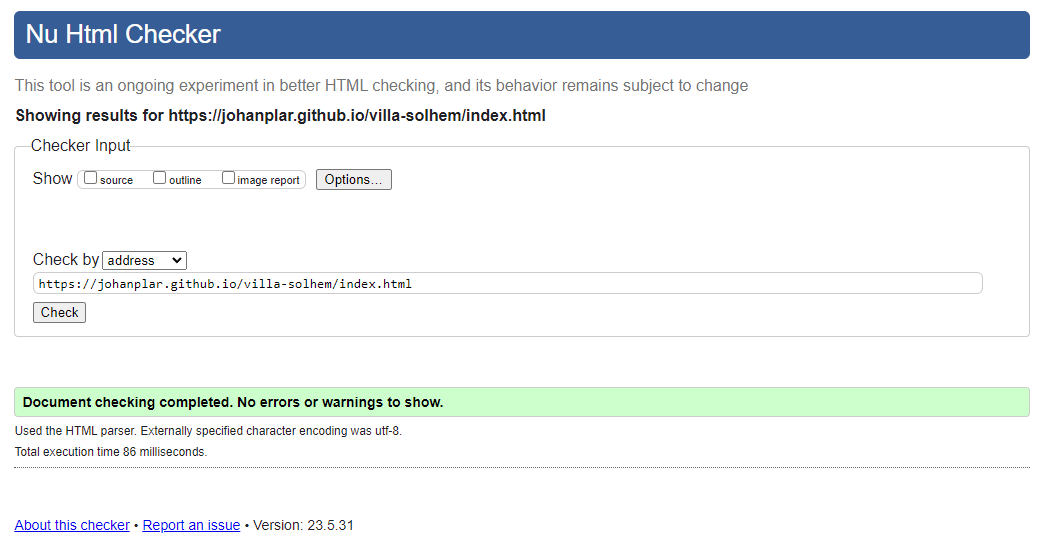 Nu Html Checker
This tool is an ongoing experiment in better HTML checking, and its behavior remains subject to change
Showing results for https://johanplar.github.io/villa-solhem/index.html
Checker Input
Show source outline image report Options...
Check by address
https://johanplar.github.io/villa-solhem/index.html
Check
Document checking completed. No errors or warnings to show.
Used the HTML parser. Externally specified character encoding was utf-8.
Total execution time 86 milliseconds.
About this checker • Report an issue • Version: 23.5.31